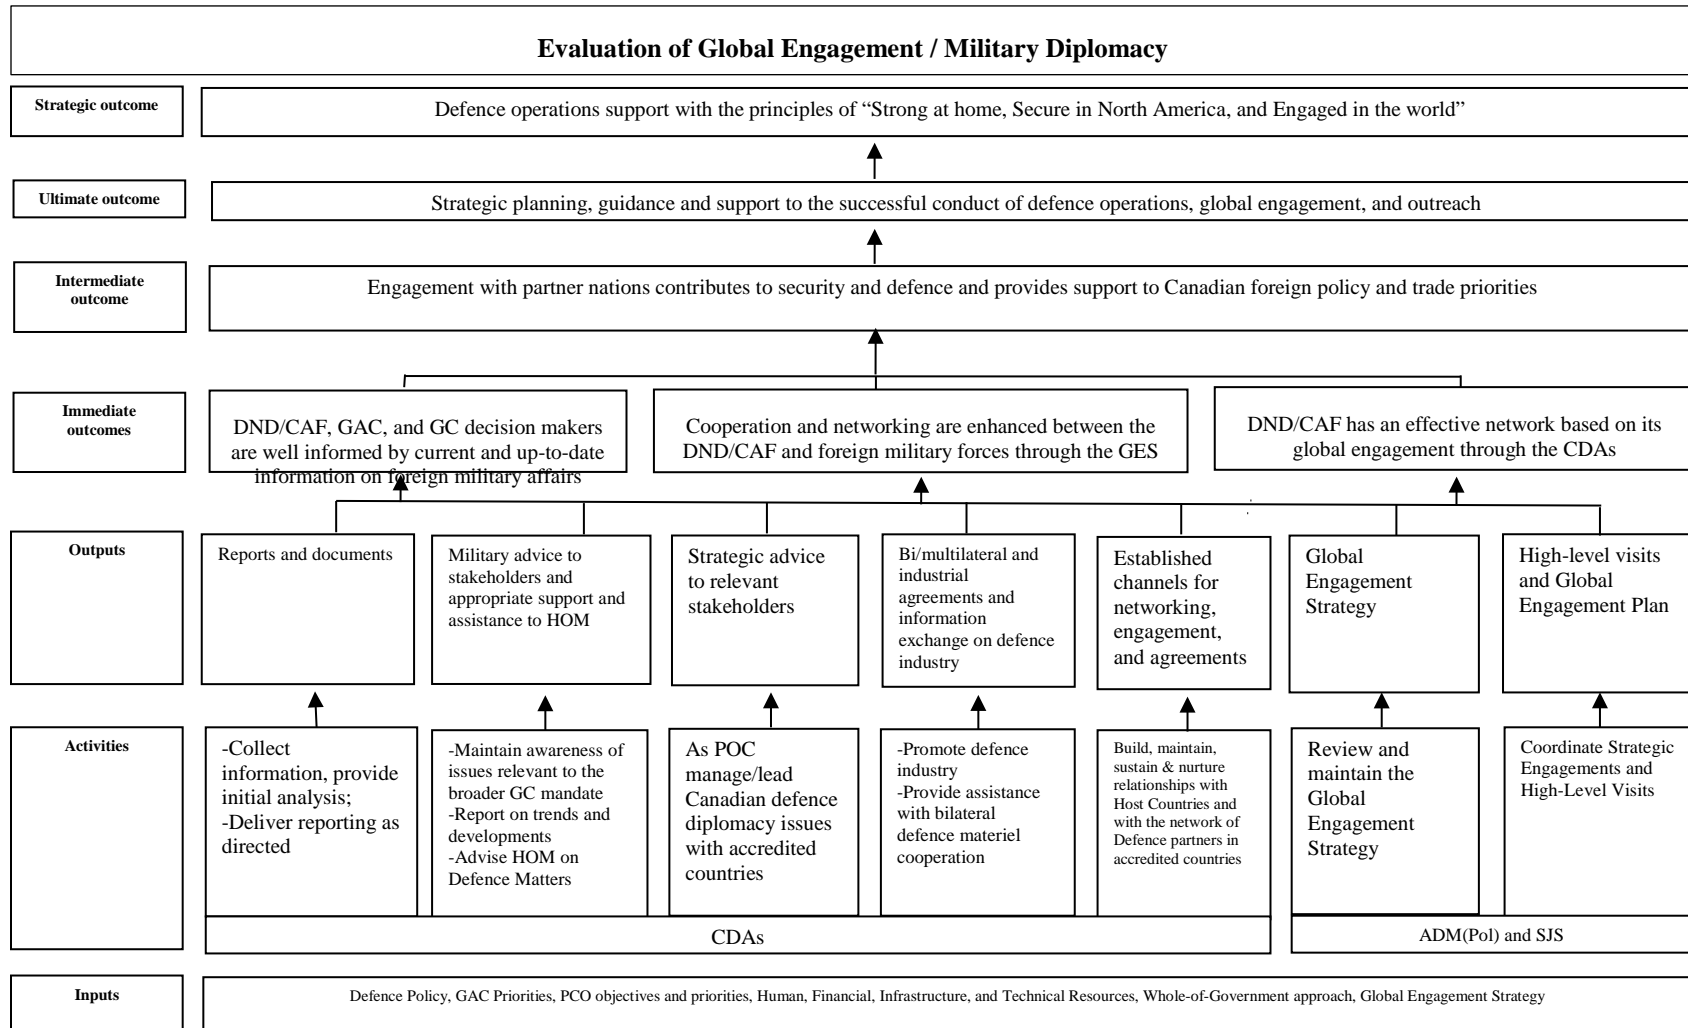 Evaluation of Global Engagement / Military Diplomacy
Strategic outcome
Defence operations support with the principles of “Strong at home, Secure in North America, and Engaged in the world”
Ultimate outcome
Strategic planning, guidance and support to the successful conduct of defence operations, global engagement, and outreach
Intermediate
outcome
Engagement with partner nations contributes to security and defence and provides support to Canadian foreign policy and trade priorities
Immediate
outcomes
DND/CAF, GAC, and GC decision makers
are well informed by current and up-to-date
information on foreign military affairs
Cooperation and networking are enhanced between the
DND/CAF and foreign military forces through the GES
DND/CAF has an effective network based on its
global engagement through the CDAs
Outputs
Reports and documents
Military advice to
stakeholders and
appropriate support and
assistance to HOM
Strategic advice
to relevant
stakeholders
Bi/multilateral and
industrial
agreements and
information
exchange on defence
industry
Established
channels for
networking,
engagement,
and agreements
Global
Engagement
Strategy
High-level visits
and Global
Engagement Plan
Activities
-Collect
information, provide
initial analysis;
-Deliver reporting as
directed
-Maintain awareness of
issues relevant to the
broader GC mandate
-Report on trends and
developments
-Advise HOM on
Defence Matters
As POC
manage/lead
Canadian defence
diplomacy issues
with accredited
countries
-Promote defence
industry
-Provide assistance
with bilateral
defence materiel
cooperation
Build, maintain,
sustain & nurture
relationships with
Host Countries and
with the network of
Defence partners in
accredited countries
Review and
maintain the
Global
Engagement
Strategy
Coordinate Strategic
Engagements and
High-Level Visits
CDAs
ADM(Pol) and SJS
Inputs
Defence Policy, GAC Priorities, PCO objectives and priorities, Human, Financial, Infrastructure, and Technical Resources, Whole-of-Government approach, Global Engagement Strategy